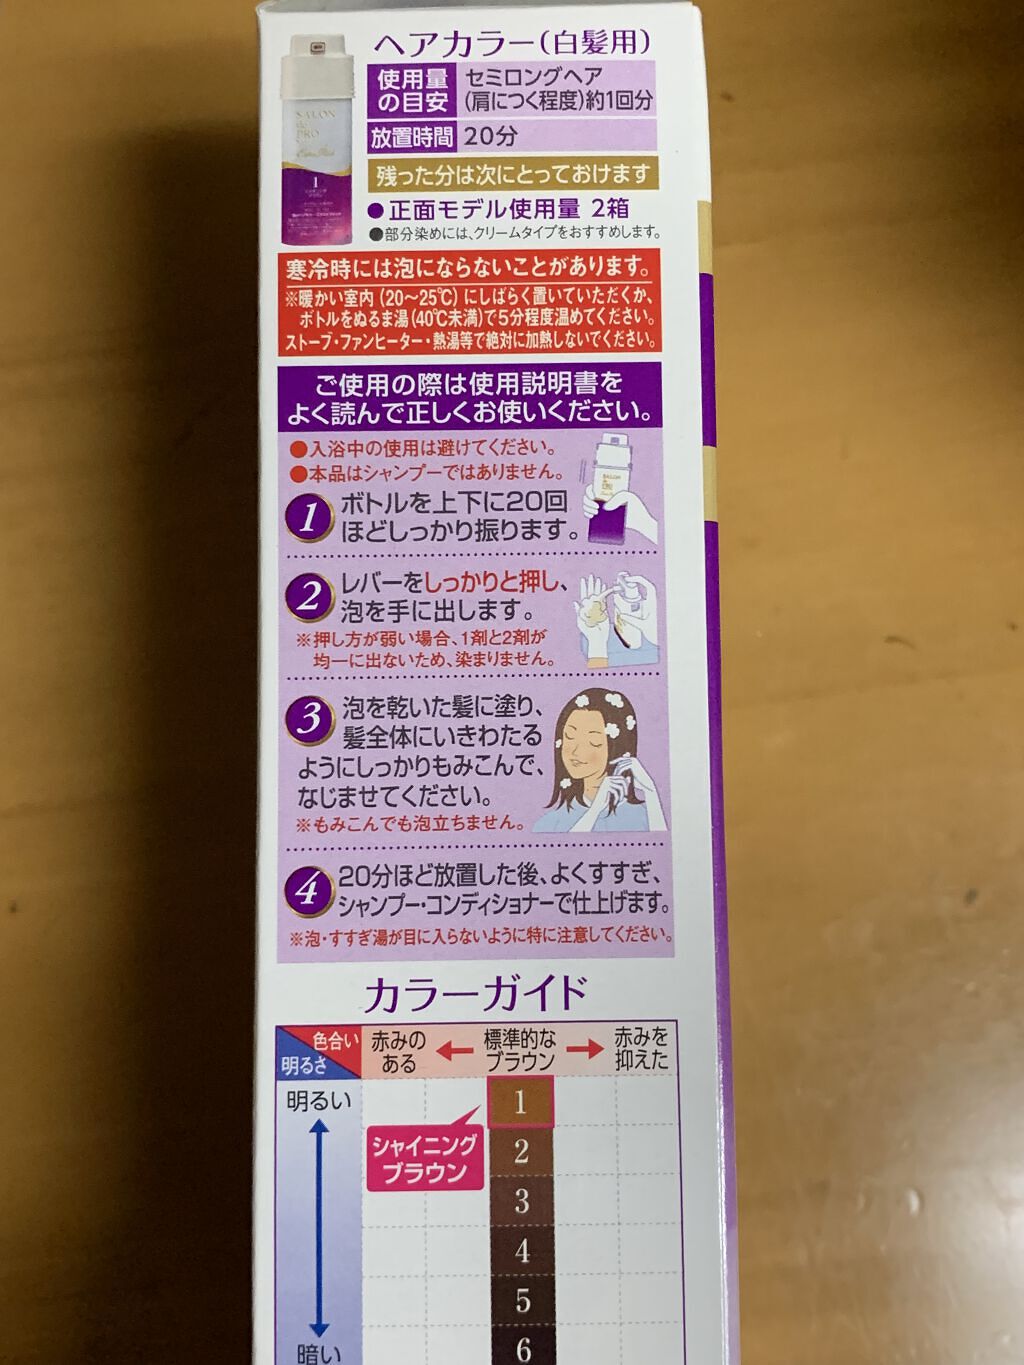 ヘアカラー(白髪用)
使用量の目安
セミロングヘア
(肩につく程度)約1回分
放置時間 20分
残った分は次にとっておけます
●正面モデル使用量 2箱
●部分染めには、クリームタイプをおすすめします。
SALON
de
PRO
1
寒冷時には泡にならないことがあります。
※暖かい室内(20〜25℃)にしばらく置いていただくか、
ボトルをぬるま湯(40℃未満)で5分程度温めてください。
ストーブ・ファンヒーター・熱湯等で絶対に加熱しないでください。
ご使用の際は使用説明書を
よく読んで正しくお使いください。
●入浴中の使用は避けてください。
●本品はシャンプーではありません。
1 ボトルを上下に20回
ほどしっかり振ります。
2 レバーをしっかりと押し、
泡を手に出します。
※押し方が弱い場合、1剤と2剤が
均一に出ないため、染まりません。
3 泡を乾いた髪に塗り、
髪全体にいきわたる
ようにしっかりもみこんで、
なじませてください。
※もみこんでも泡立ちません。
4 20分ほど放置した後、よくすすぎ、
シャンプー・コンディショナーで仕上げます。
※泡・すすぎ湯が目に入らないように特に注意してください。
カラーガイド
色合い
明るさ
赤みのある
← 標準的なブラウン →
赤みを抑えた
明るい
1
シャイニング
ブラウン
2
3
4
5
6
暗い